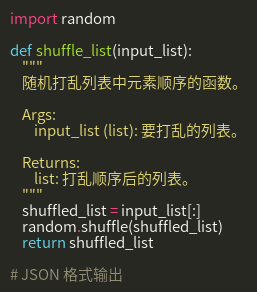 import random
def shuffle_list(input_list):
"""
随机打乱列表中元素顺序的函数。
Args:
input_list (list): 要打乱的列表。
Returns:
list: 打乱顺序后的列表。
"""
shuffled_list = input_list[:]
random.shuffle(shuffled_list)
return shuffled_list
# JSON 格式输出